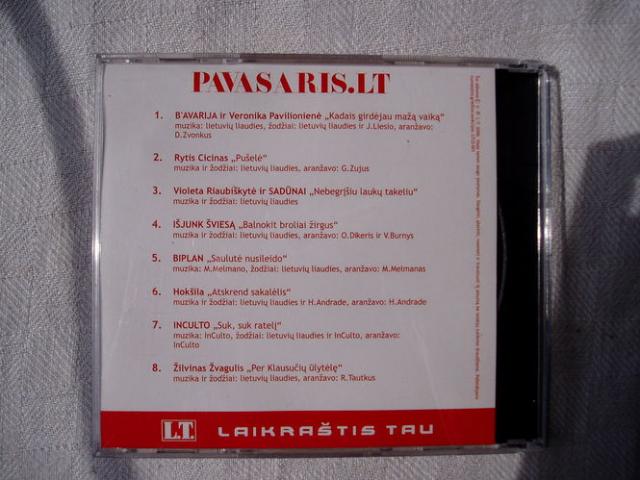 PAVASARIS.LT
1. B'AVARIJA ir Veronika Pavilionienė „Kadais girdėjau mažą vaiką“
muzika: lietuvių liaudies, žodžiai: lietuvių liaudies ir J.Liesio, aranžavo:
D.Zvonkus
2. Rytis Cicinas „Pušelė“
muzika ir žodžiai: lietuvių liaudies, aranžavo: G.Zujus
3. Violeta Riaubiškytė ir SADŪNAI „Nebegrįšiu laukų takeliu“
muzika ir žodžiai: lietuvių liaudies
4. IŠJUNK ŠVIESĄ „Balnokit broliai žirgus“
muzika ir žodžiai: lietuvių liaudies, aranžavo: O.Dikeris ir V.Burnys
5. BIPLAN „Saulutė nusileido“
muzika: M.Melmano, žodžiai: lietuvių liaudies, aranžavo: M.Melmanas
6. Hokšila „Atskrend sakalėlis“
muzika ir žodžiai: lietuvių liaudies ir H.Andrade, aranžavo: H.Andrade
7. INCULTO „Suk, suk ratelį“
muzika: InCulto, žodžiai: lietuvių liaudies ir InCulto, aranžavo:
InCulto
8. Žilvinas Žvagulis „Per Klausučių ūlytėlę“
muzika ir žodžiai: lietuvių liaudies, aranžavo: R.Tautkus
L.T. LAIKRAŠTIS TAU